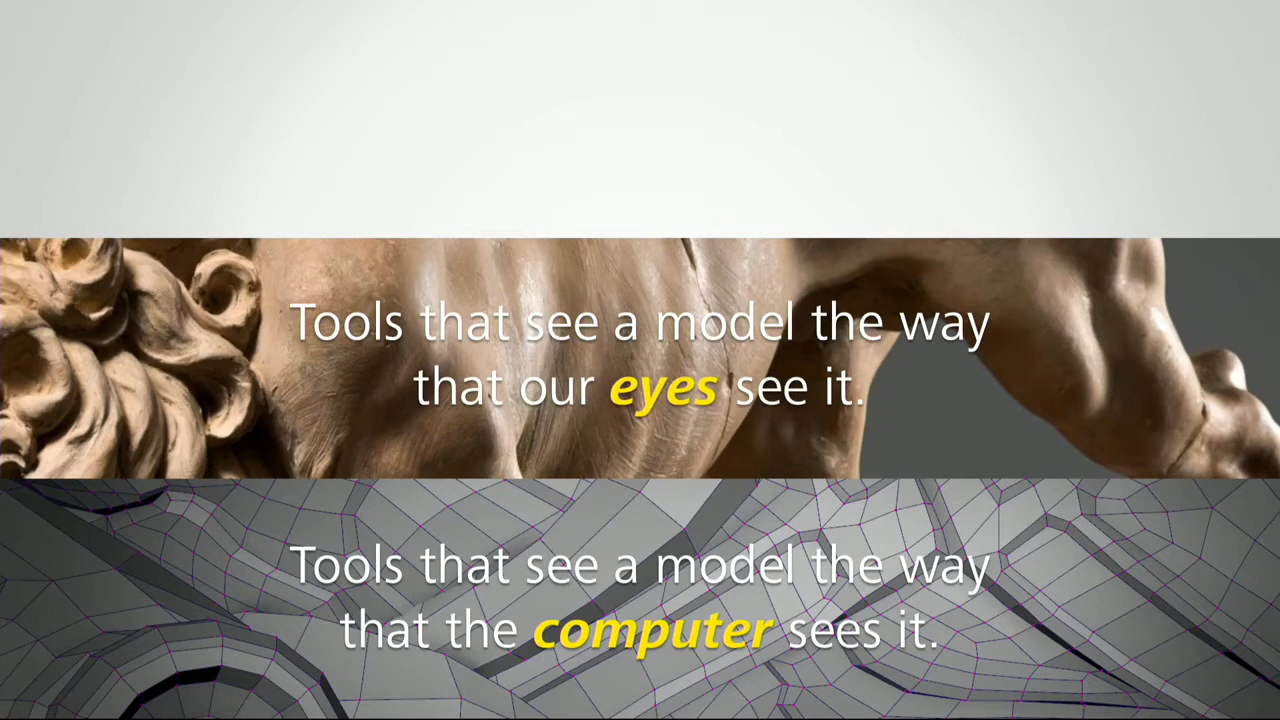 Tools that see a model the way
that our eyes see it.
Tools that see a model the way
that the computer sees it.